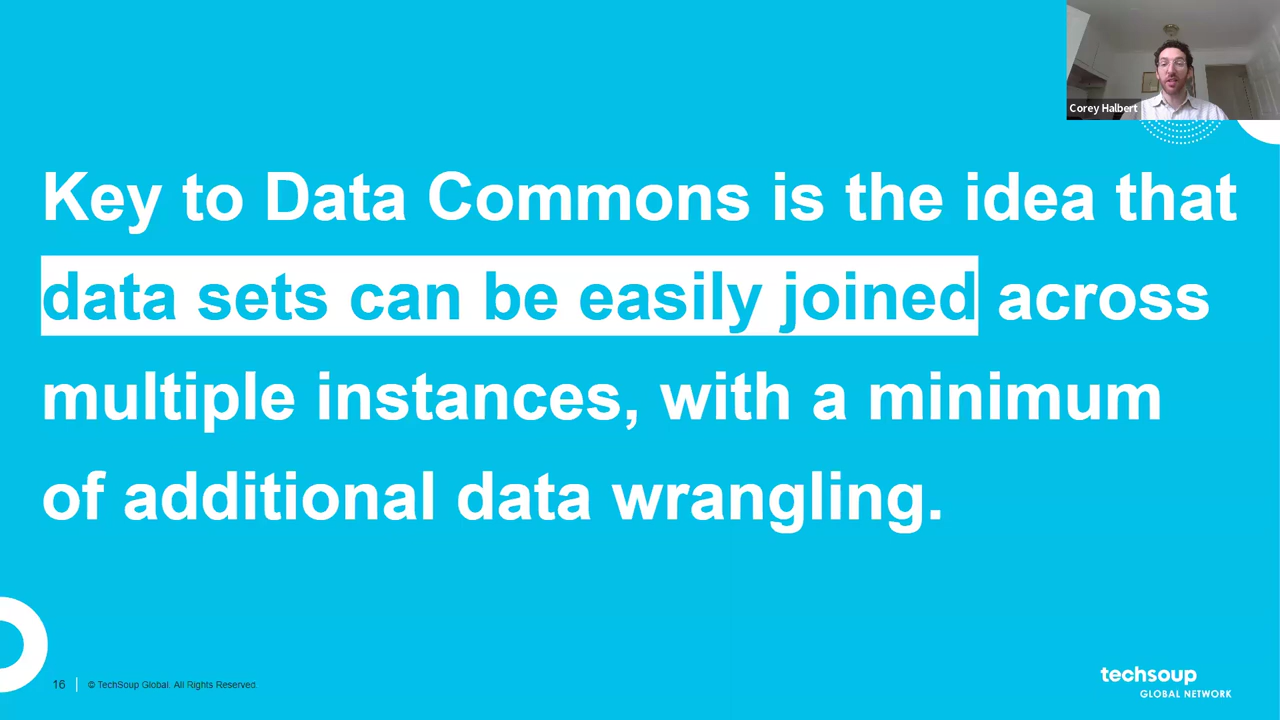 Corey Halbert
Key to Data Commons is the idea that
data sets can be easily joined across
multiple instances, with a minimum
of additional data wrangling.
16
© TechSoup Global. All Rights Reserved.
techsoup
GLOBAL NETWORK